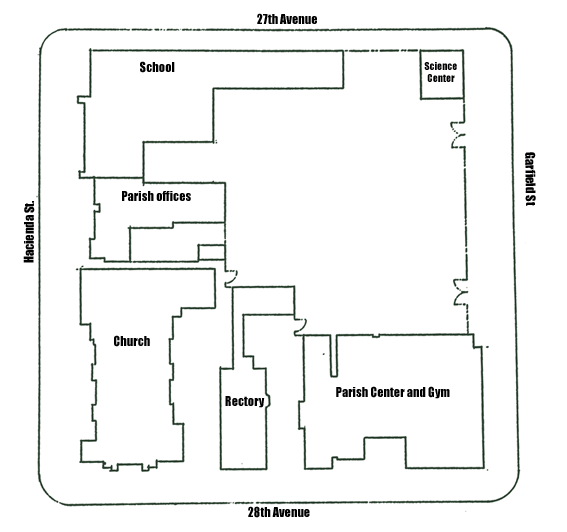 27th Avenue
School
Science
Center
Garfield St
Parish offices
Hacienda St.
Church
Rectory
Parish Center and Gym
28th Avenue